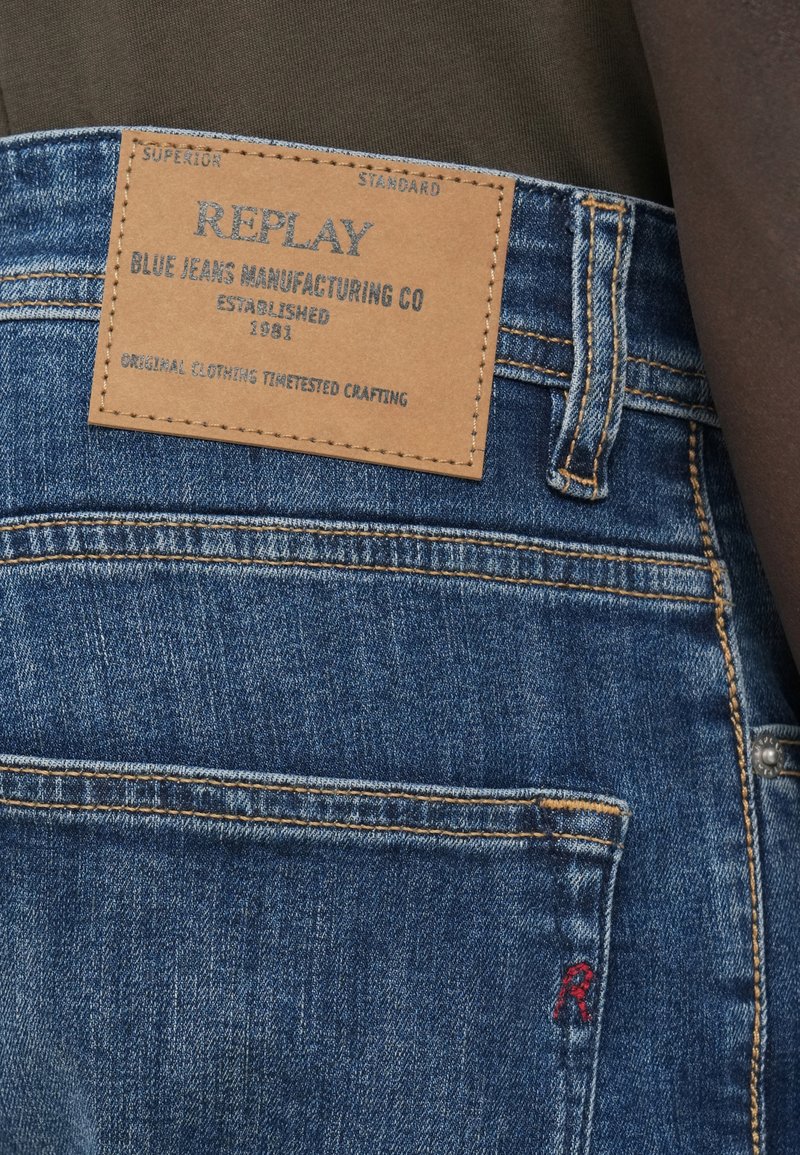 SUPERIOR
STANDARD
REPLAY
BLUE JEANS MANUFACTURING CO
ESTABLISHED
1981
ORIGINAL CLOTHING TIMETESTED CRAFTING
R